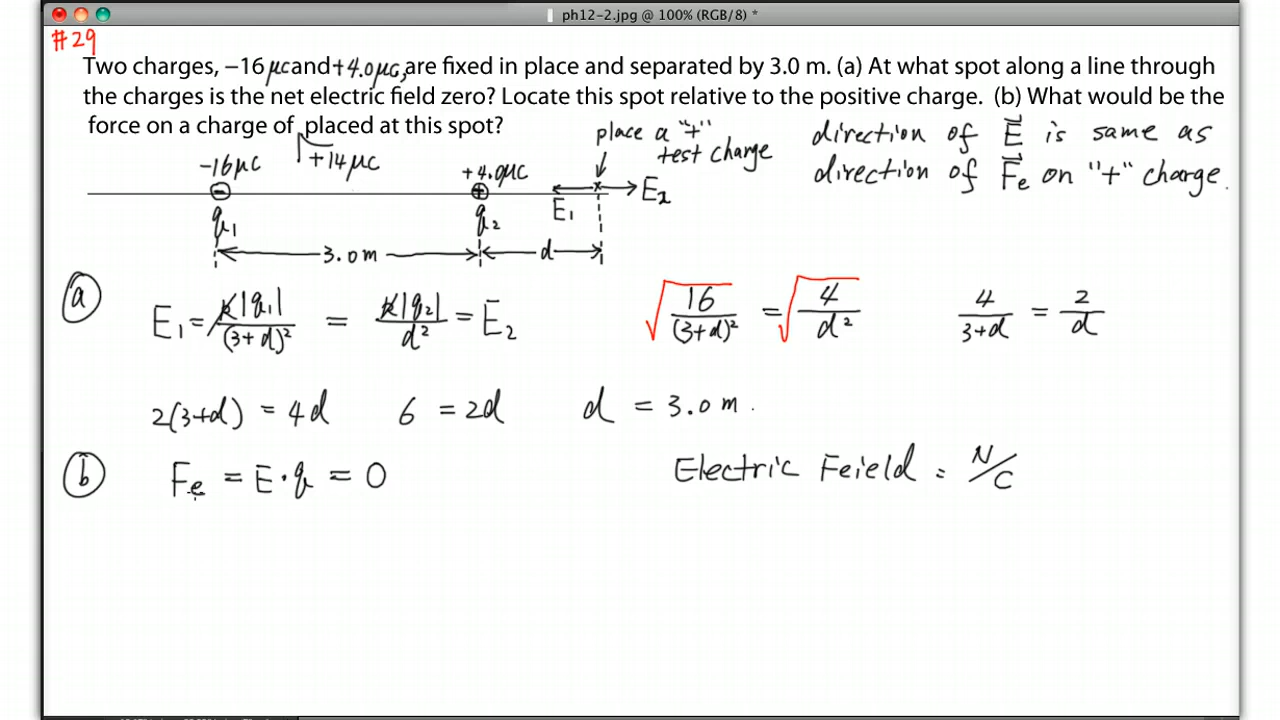 ph12-2.jpg @ 100% (RGB/8) *
#29
Two charges, −16 μc and +4.0μC, are fixed in place and separated by 3.0 m. (a) At what spot along a line through
the charges is the net electric field zero? Locate this spot relative to the positive charge. (b) What would be the
force on a charge of placed at this spot?
+14μC
place a "+"
test charge
direction of E⃗ is same as
direction of F⃗e on "+" charge.
-16μC
+4.0μC
E₁ E₂
q₁ q₂
3.0m d
(a) E₁ = k|q₁|/(3+d)² = k|q₂|/d² = E₂ √(16/(3+d)²) = √(4/d²) 4/(3+d) = 2/d
2(3+d) = 4d 6 = 2d d = 3.0 m.
(b) Fe = E·q = 0 Electric Feield = N/C